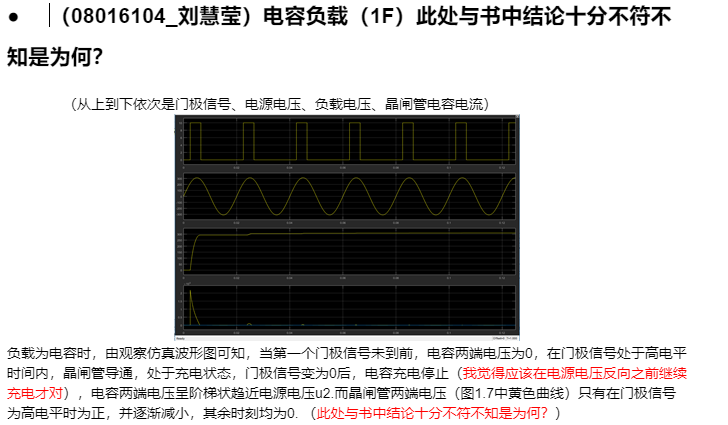 ● （08016104_刘慧莹）电容负载（1F）此处与书中结论十分不符不
知是为何？
（从上到下依次是门极信号、电源电压、负载电压、晶闸管电容电流）
负载为电容时，由观察仿真波形图可知，当第一个门极信号未到前，电容两端电压为0，在门极信号处于高电平
时间内，晶闸管导通，处于充电状态，门极信号变为0后，电容充电停止（我觉得应该在电源电压反向之前继续
充电才对），电容两端电压呈阶梯状趋近电源电压u2.而晶闸管两端电压（图1.7中黄色曲线）只有在门极信号
为高电平时为正，并逐渐减小，其余时刻均为0. （此处与书中结论十分不符不知是为何？）